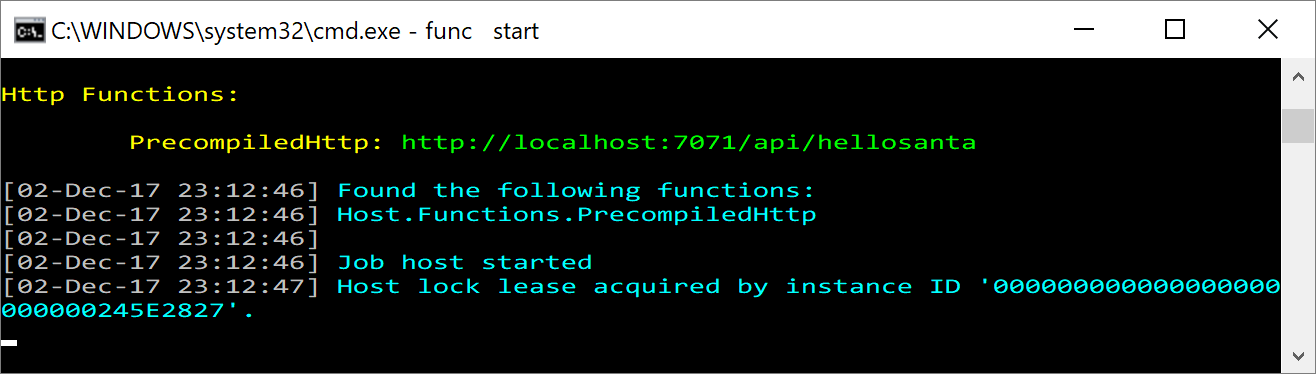 C:\WINDOWS\system32\cmd.exe - func   start
Http Functions:
PrecompiledHttp: http://localhost:7071/api/hellosanta
[02-Dec-17 23:12:46] Found the following functions:
[02-Dec-17 23:12:46] Host.Functions.PrecompiledHttp
[02-Dec-17 23:12:46]
[02-Dec-17 23:12:46] Job host started
[02-Dec-17 23:12:47] Host lock lease acquired by instance ID '000000000000000000
000000245E2827'.